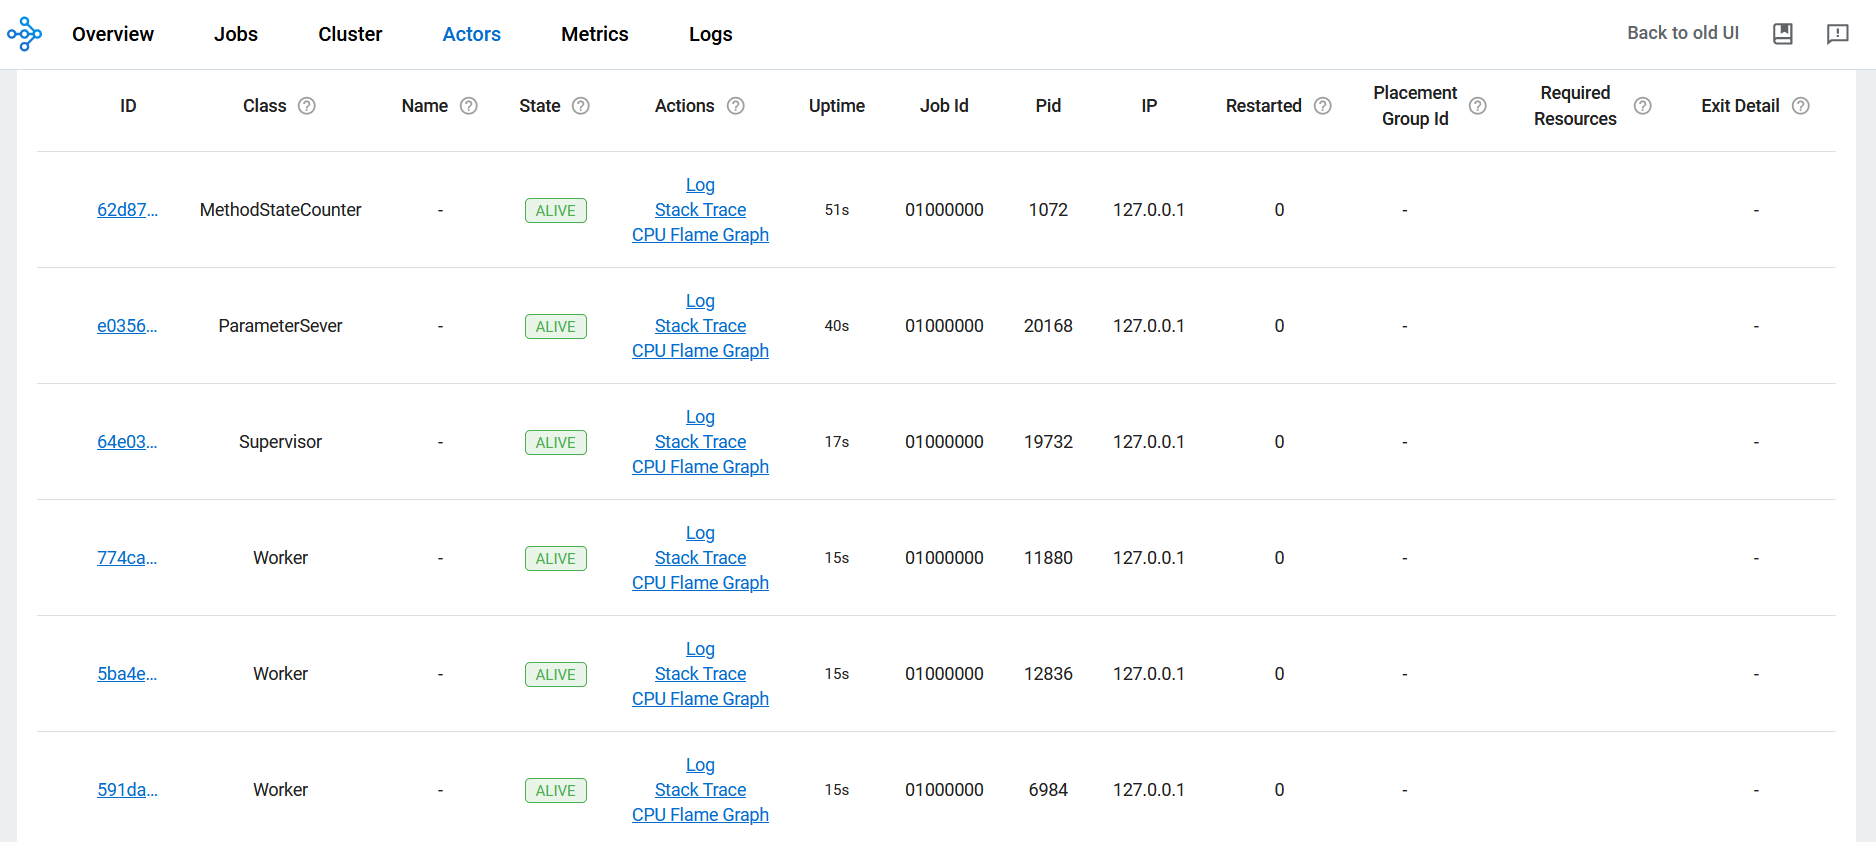 Overview Jobs Cluster Actors Metrics Logs Back to old UI
ID Class Name State Actions Uptime Job Id Pid IP Restarted Placement Group Id Required Resources Exit Detail
62d87... MethodStateCounter - ALIVE Log 51s 01000000 1072 127.0.0.1 0 - -
Stack Trace
CPU Flame Graph
e0356... ParameterSever - ALIVE Log 40s 01000000 20168 127.0.0.1 0 - -
Stack Trace
CPU Flame Graph
64e03... Supervisor - ALIVE Log 17s 01000000 19732 127.0.0.1 0 - -
Stack Trace
CPU Flame Graph
774ca... Worker - ALIVE Log 15s 01000000 11880 127.0.0.1 0 - -
Stack Trace
CPU Flame Graph
5ba4e... Worker - ALIVE Log 15s 01000000 12836 127.0.0.1 0 - -
Stack Trace
CPU Flame Graph
591da... Worker - ALIVE Log 15s 01000000 6984 127.0.0.1 0 - -
Stack Trace
CPU Flame Graph